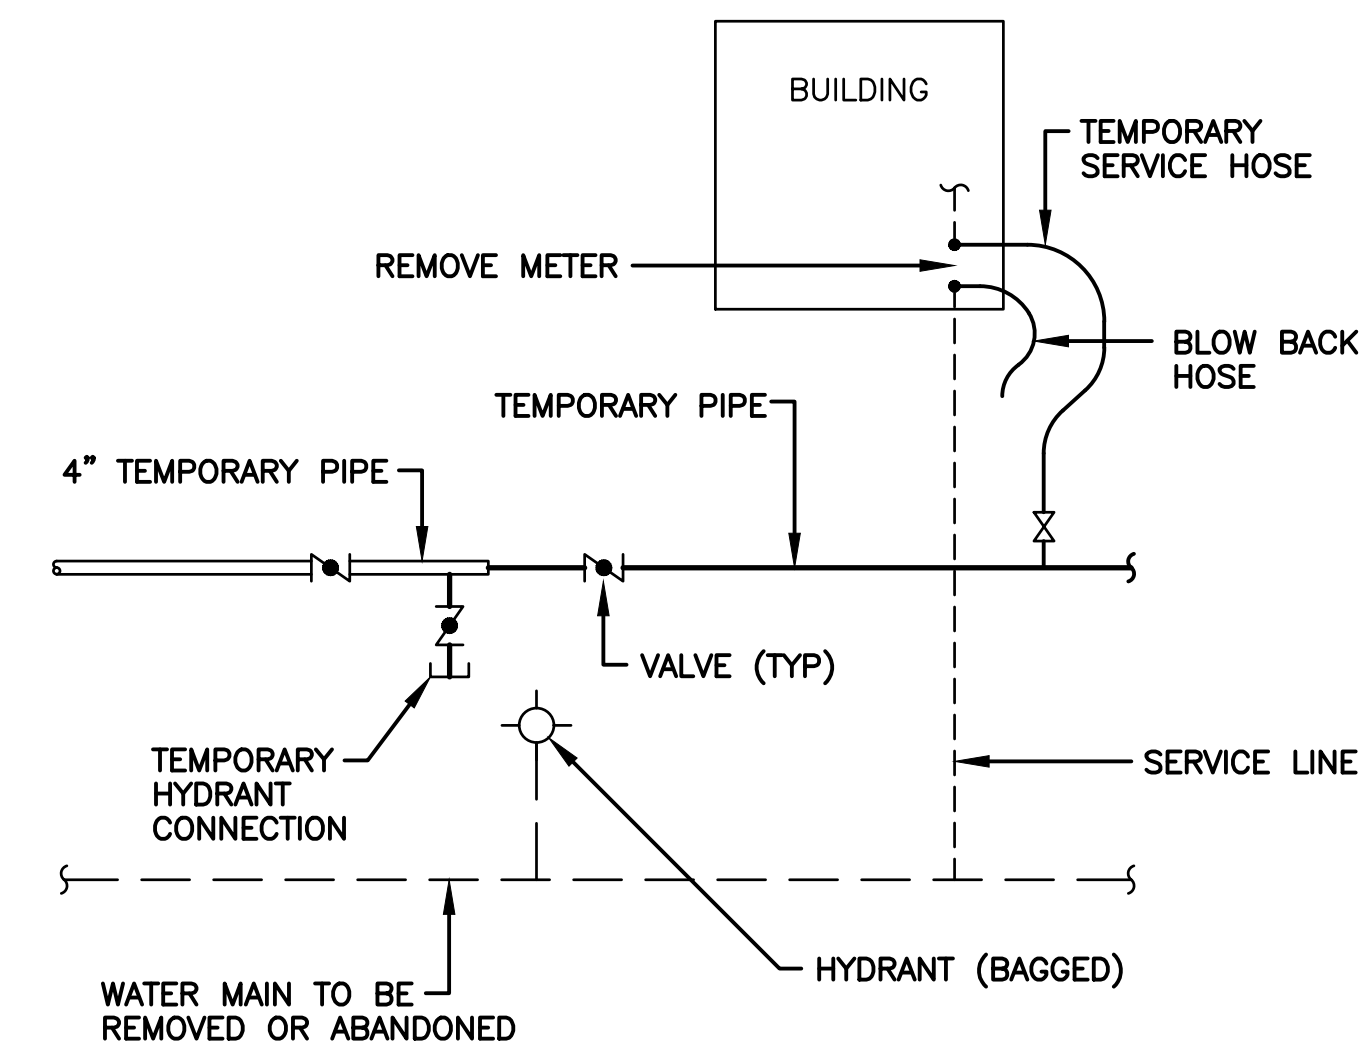 BUILDING
TEMPORARY
SERVICE HOSE
REMOVE METER
BLOW BACK
HOSE
TEMPORARY PIPE
4” TEMPORARY PIPE
VALVE (TYP)
TEMPORARY
HYDRANT
CONNECTION
SERVICE LINE
HYDRANT (BAGGED)
WATER MAIN TO BE
REMOVED OR ABANDONED